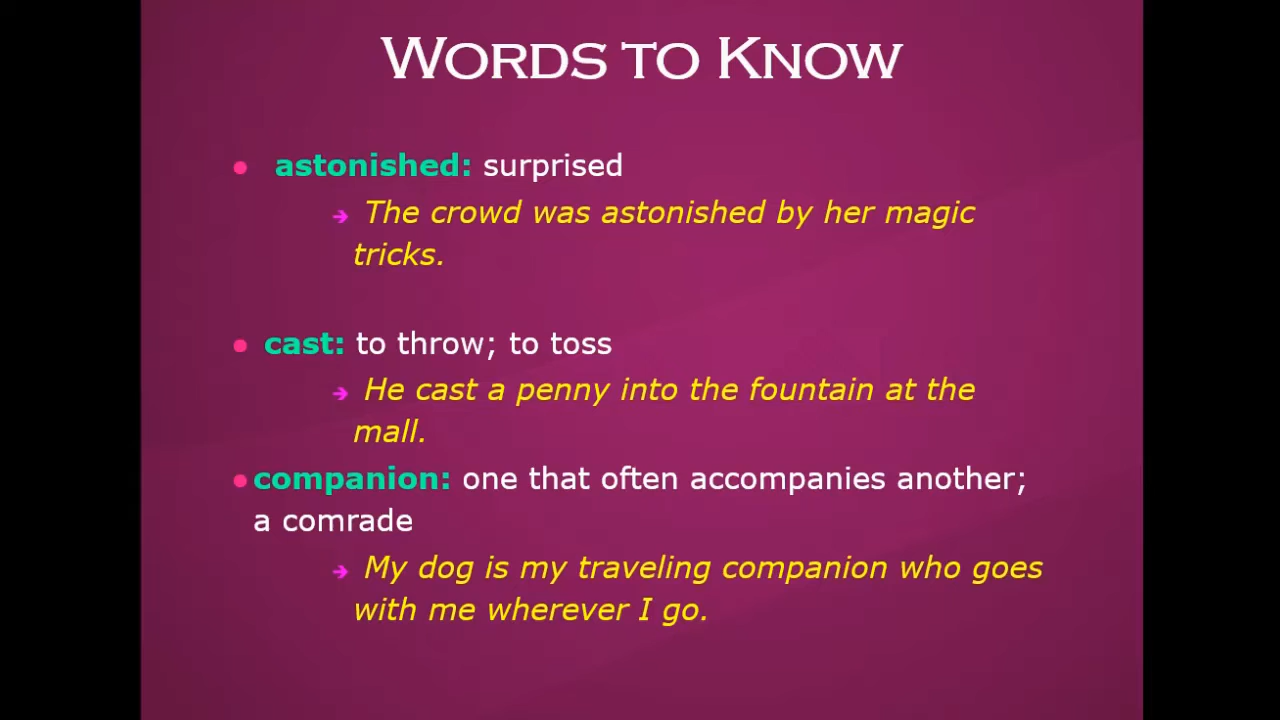 WORDS TO KNOW
• astonished: surprised
➔ The crowd was astonished by her magic
tricks.
• cast: to throw; to toss
➔ He cast a penny into the fountain at the
mall.
• companion: one that often accompanies another;
a comrade
➔ My dog is my traveling companion who goes
with me wherever I go.